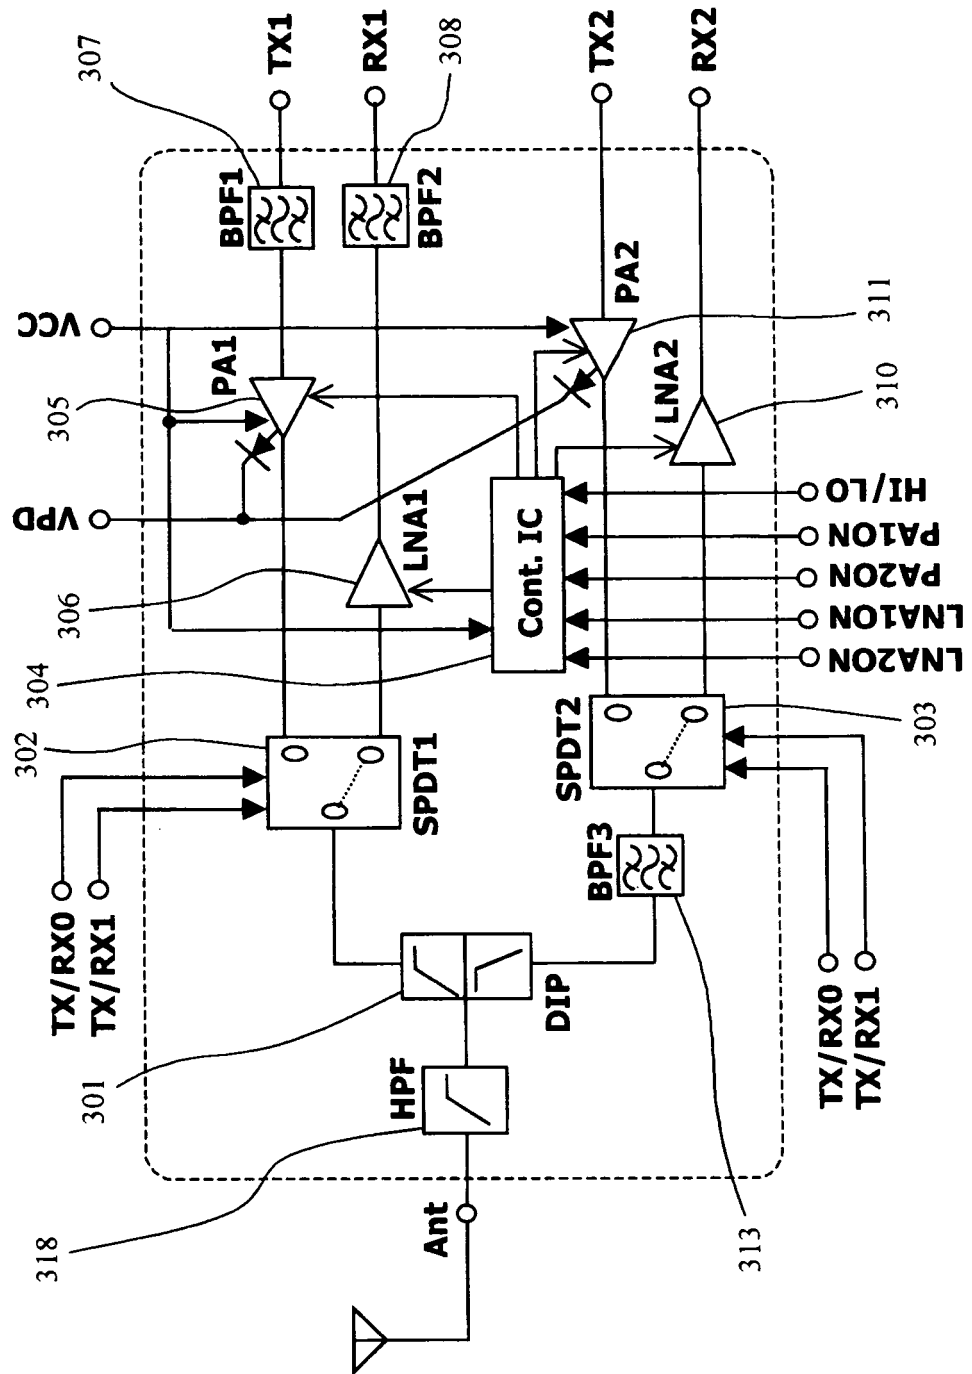 307
TX1
RX1
308
TX2
RX2
BPF1
BPF2
VCC
PA1
305
PA2
311
VPD
LNA1
306
LNA2
310
Cont. IC
304
HI/LO
PA1ON
PA2ON
LNA1ON
LNA2ON
302
SPDT1
SPDT2
303
TX/RX0
TX/RX1
BPF3
301
DIP
TX/RX0
TX/RX1
HPF
318
Ant
313